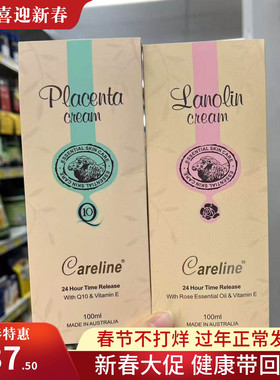 喜迎新春
Placenta
cream
ESSENTIAL SKIN CARE
Q10
Careline®
24 Hour Time Release
With Q10 & Vitamin E
100ml
MADE IN AUSTRALIA
Lanolin
cream
ESSENTIAL SKIN CARE
Careline®
24 Hour Time Release
With Rose Essential Oil & Vitamin E
100ml
MADE IN AUSTRALIA
特惠
7.50
春节不打烊 过年正常发
新春大促 健康带回